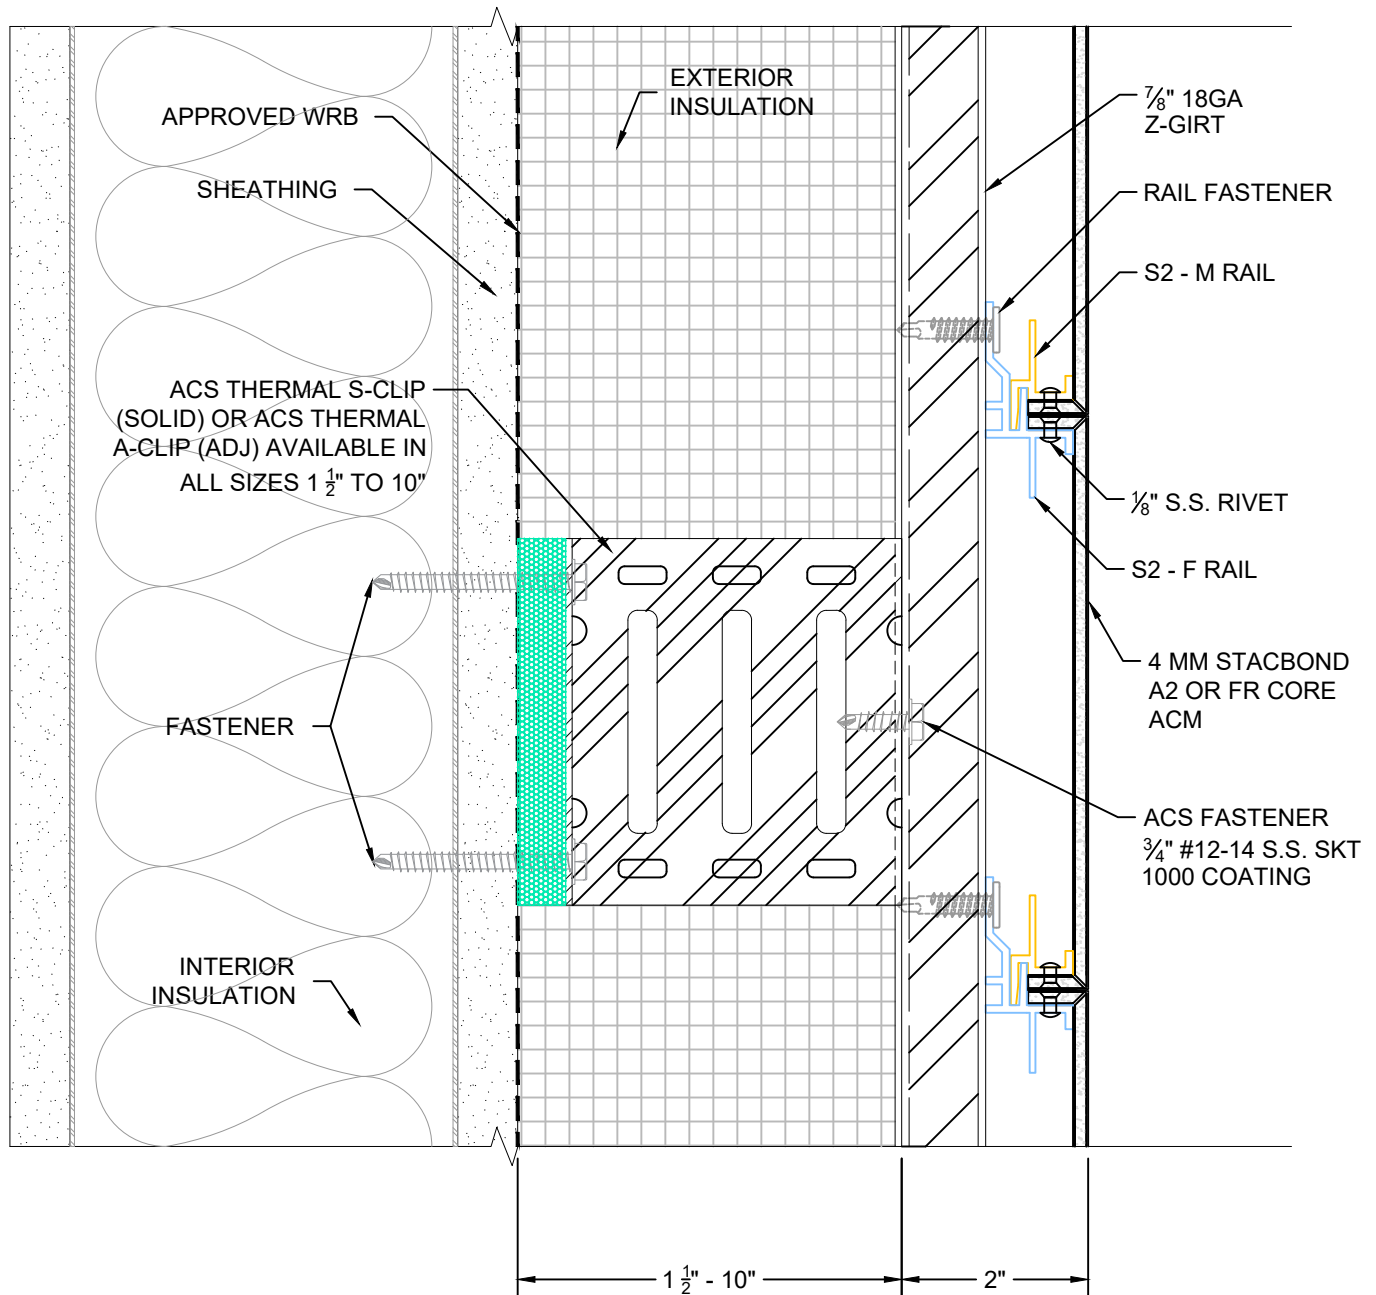 EXTERIOR
INSULATION
APPROVED WRB
SHEATHING
ACS THERMAL S-CLIP
(SOLID) OR ACS THERMAL
A-CLIP (ADJ) AVAILABLE IN
ALL SIZES 1 1/2" TO 10"
FASTENER
INTERIOR
INSULATION
7/8" 18GA
Z-GIRT
RAIL FASTENER
S2 - M RAIL
1/8" S.S. RIVET
S2 - F RAIL
4 MM STACBOND
A2 OR FR CORE
ACM
ACS FASTENER
3/4" #12-14 S.S. SKT
1000 COATING
1 1/2" - 10"
2"